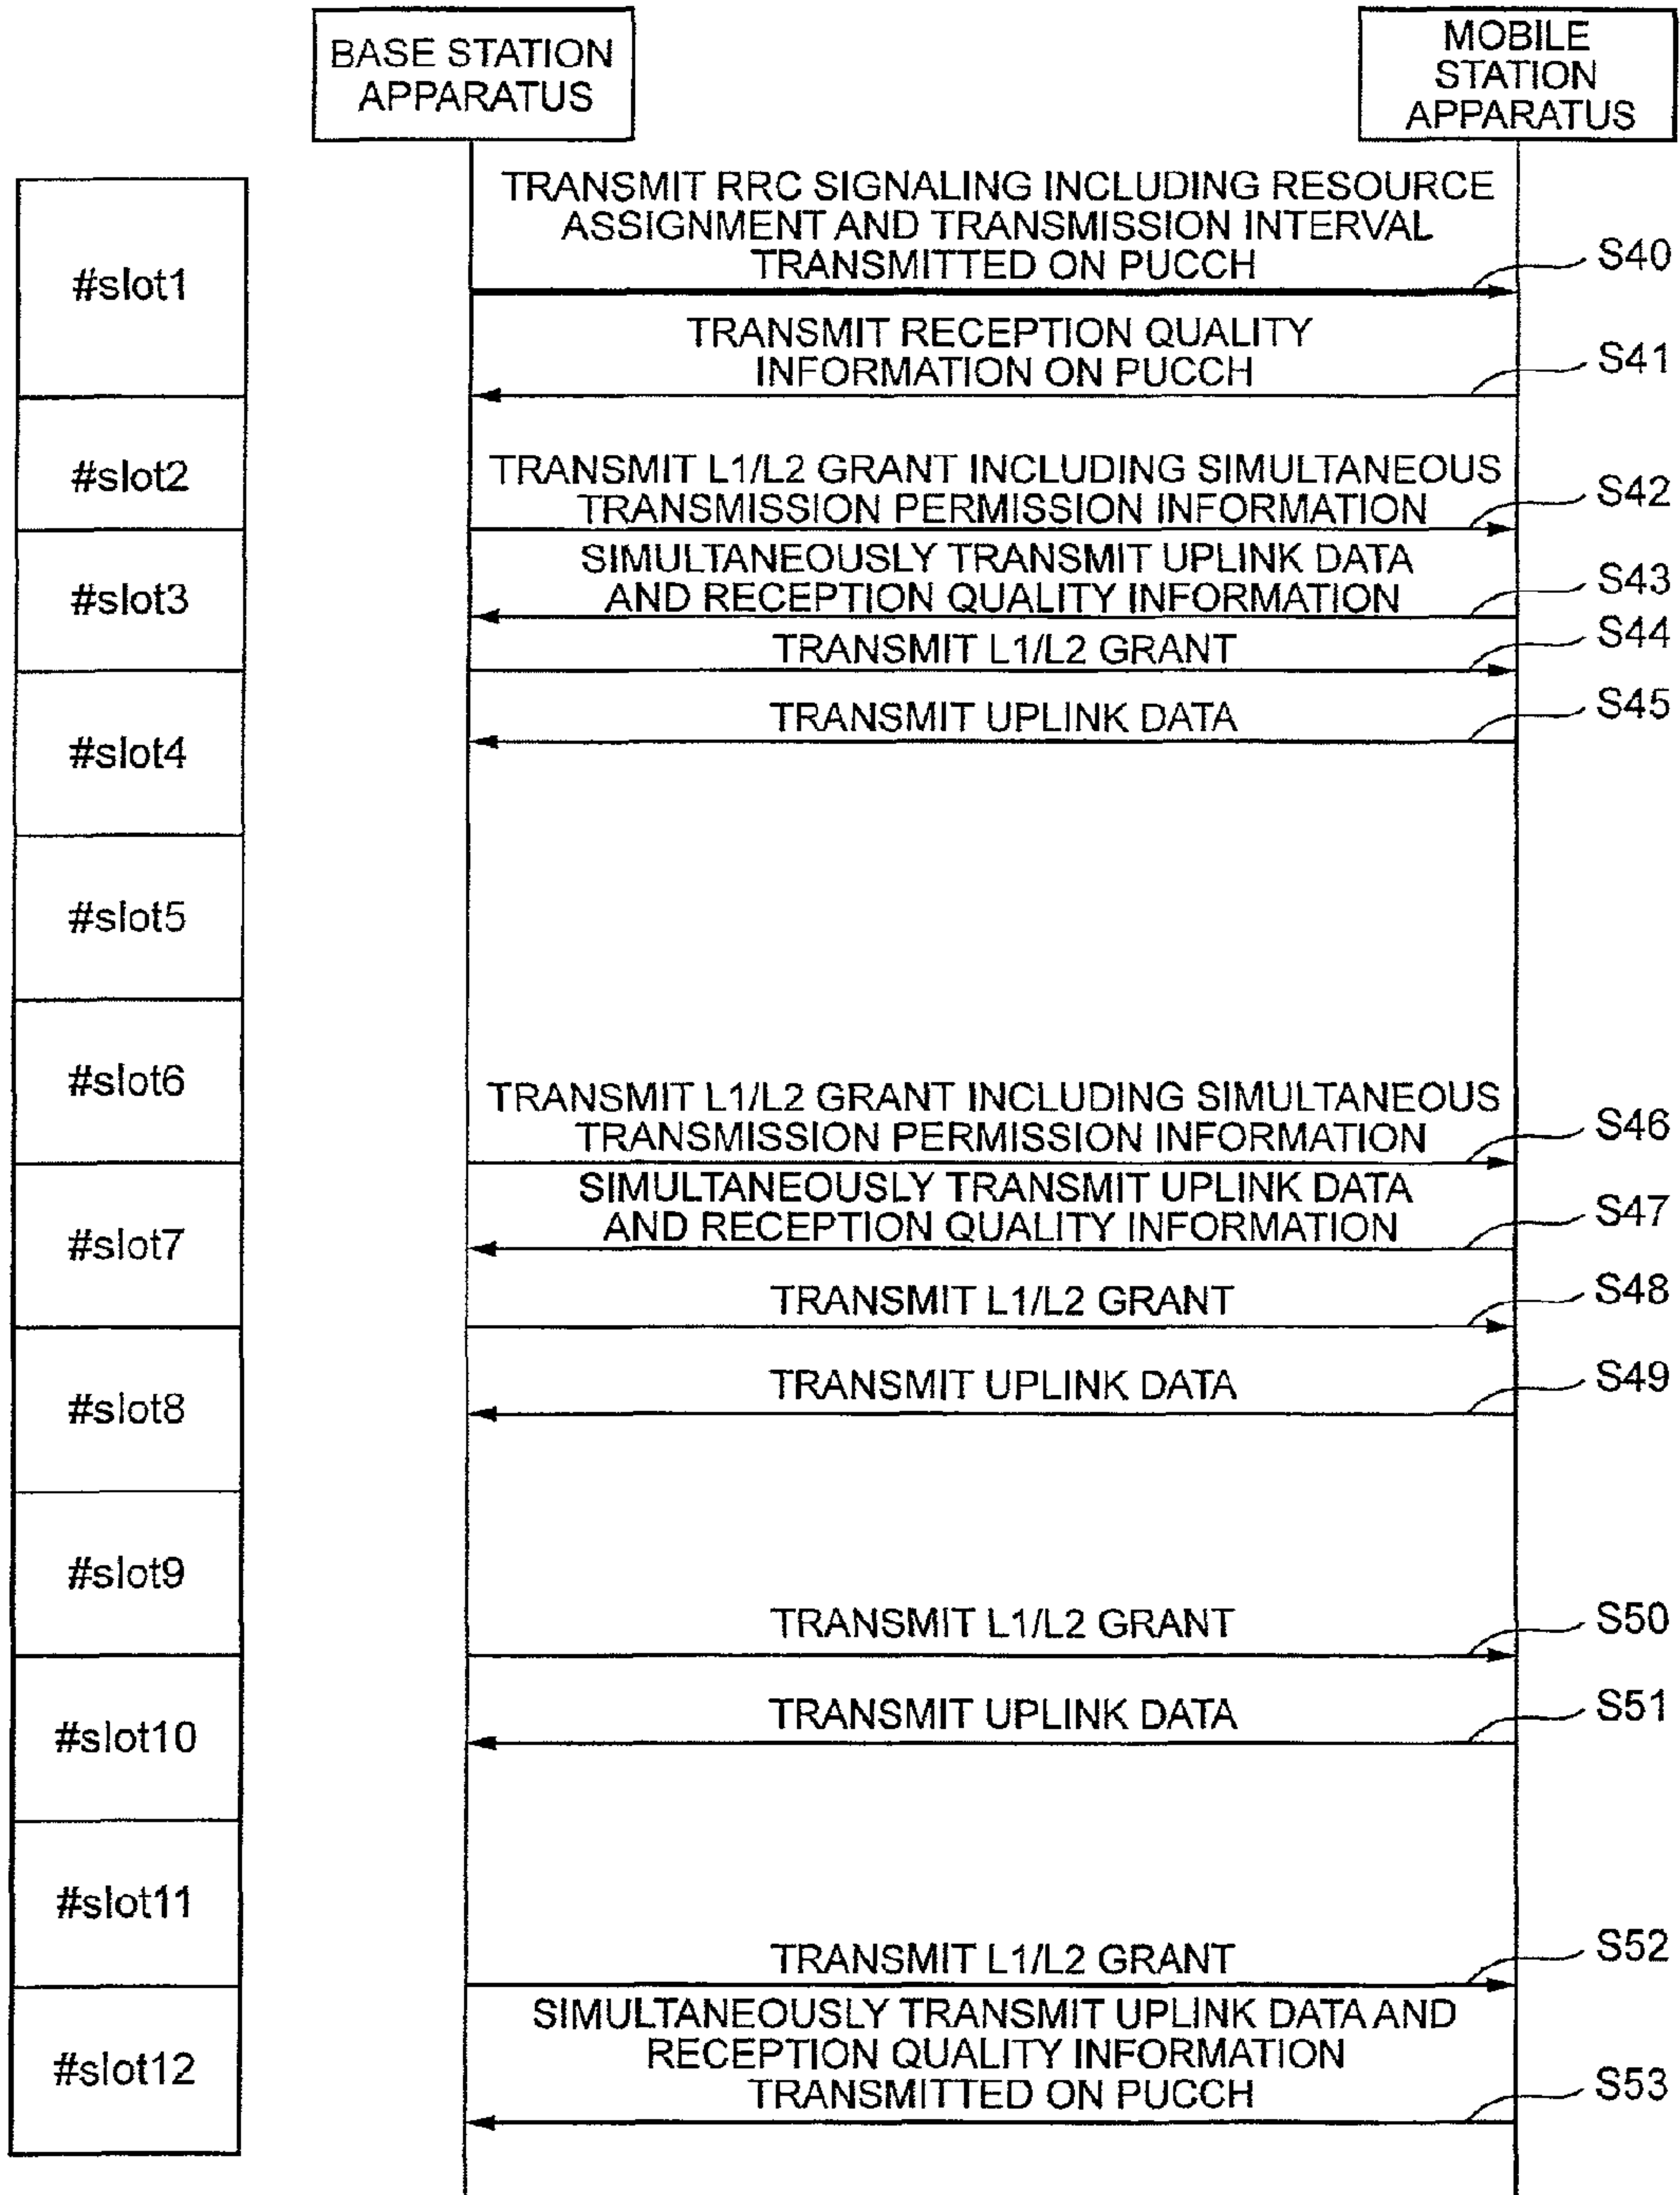 BASE STATION
APPARATUS
MOBILE
STATION
APPARATUS
#slot1
TRANSMIT RRC SIGNALING INCLUDING RESOURCE
ASSIGNMENT AND TRANSMISSION INTERVAL
TRANSMITTED ON PUCCH
S40
TRANSMIT RECEPTION QUALITY
INFORMATION ON PUCCH
S41
#slot2
TRANSMIT L1/L2 GRANT INCLUDING SIMULTANEOUS
TRANSMISSION PERMISSION INFORMATION
S42
#slot3
SIMULTANEOUSLY TRANSMIT UPLINK DATA
AND RECEPTION QUALITY INFORMATION
S43
TRANSMIT L1/L2 GRANT
S44
#slot4
TRANSMIT UPLINK DATA
S45
#slot5
#slot6
TRANSMIT L1/L2 GRANT INCLUDING SIMULTANEOUS
TRANSMISSION PERMISSION INFORMATION
S46
#slot7
SIMULTANEOUSLY TRANSMIT UPLINK DATA
AND RECEPTION QUALITY INFORMATION
S47
TRANSMIT L1/L2 GRANT
S48
#slot8
TRANSMIT UPLINK DATA
S49
#slot9
TRANSMIT L1/L2 GRANT
S50
#slot10
TRANSMIT UPLINK DATA
S51
#slot11
TRANSMIT L1/L2 GRANT
S52
#slot12
SIMULTANEOUSLY TRANSMIT UPLINK DATA AND
RECEPTION QUALITY INFORMATION
TRANSMITTED ON PUCCH
S53